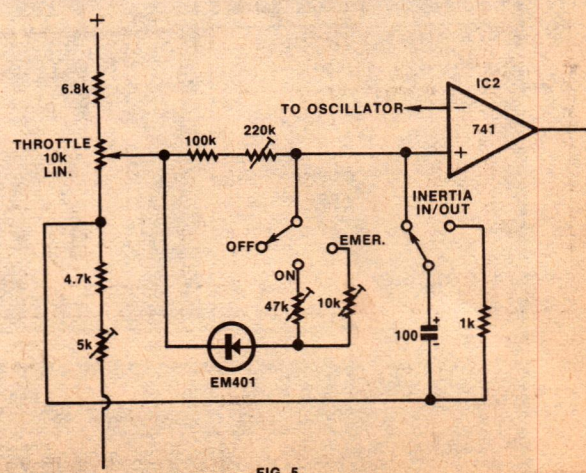 +
6.8k
THROTTLE
10k
LIN.
100k
220k
TO OSCILLATOR
IC2
−
741
+
INERTIA
IN/OUT
OFF
EMER.
ON
4.7k
47k
10k
5k
EM401
+
100
−
1k
FIG. 5